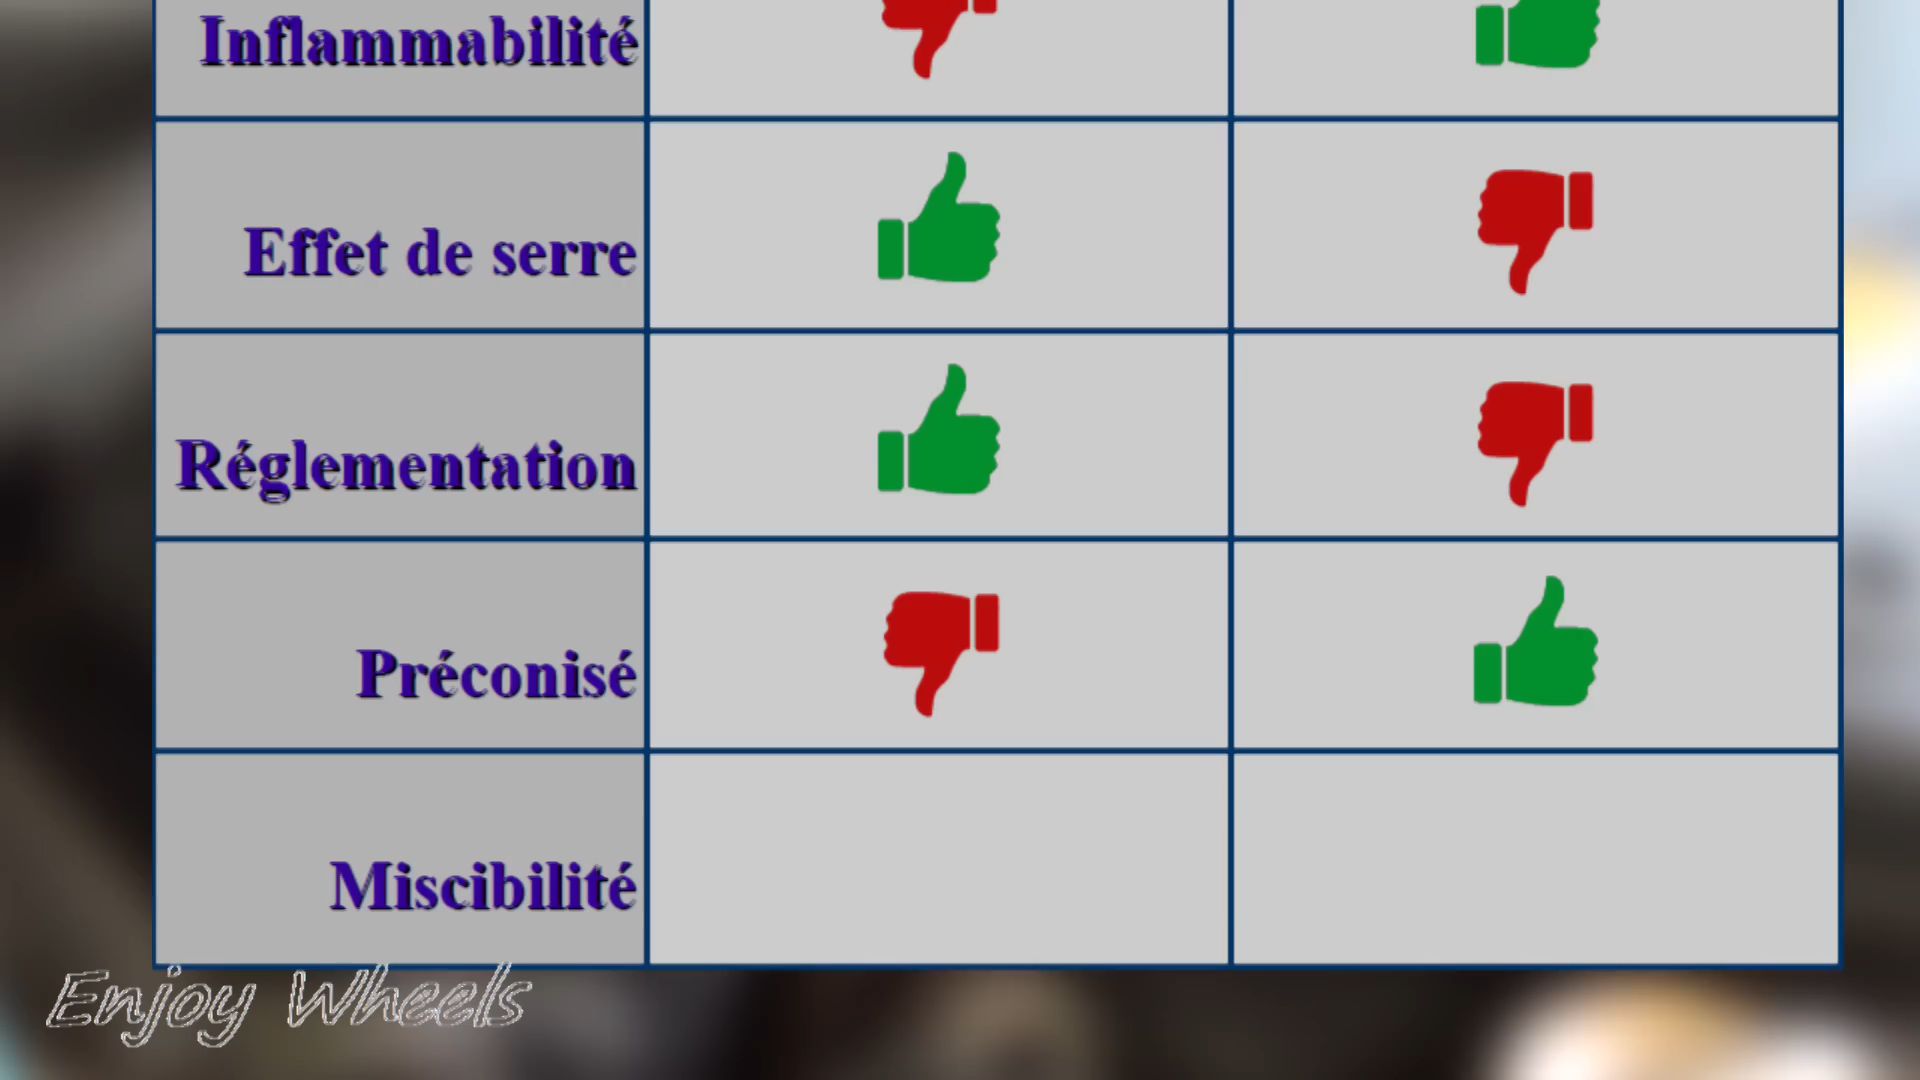 Inflammabilité
Effet de serre
Réglementation
Préconisé
Miscibilité
Enjoy Wheels